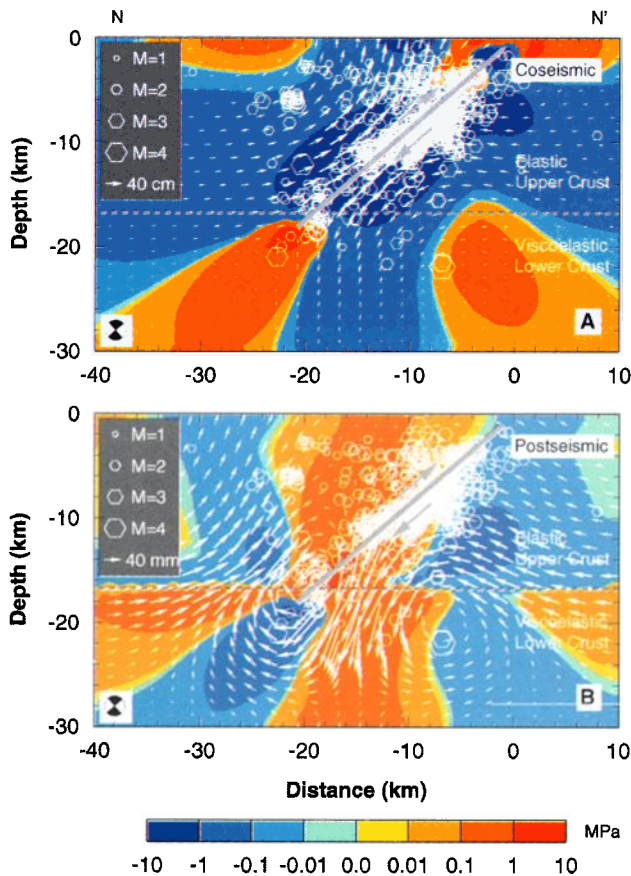 N N'
0
-10
-20
-30
Depth (km)
M=1
M=2
M=3
M=4
40 cm
Coseismic
Elastic
Upper Crust
Viscoelastic
Lower Crust
A
-40 -30 -20 -10 0 10
0
-10
-20
-30
Depth (km)
M=1
M=2
M=3
M=4
40 mm
Postseismic
Elastic
Upper Crust
Viscoelastic
Lower Crust
B
-40 -30 -20 -10 0 10
Distance (km)
MPa
-10 -1 -0.1 -0.01 0.0 0.01 0.1 1 10